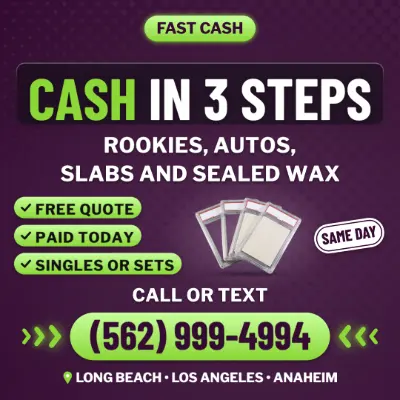 FAST CASH
CASH IN 3 STEPS
ROOKIES, AUTOS,
SLABS AND SEALED WAX
FREE QUOTE
PAID TODAY
SINGLES OR SETS
SAME DAY
CALL OR TEXT
(562) 999-4994
LONG BEACH • LOS ANGELES • ANAHEIM